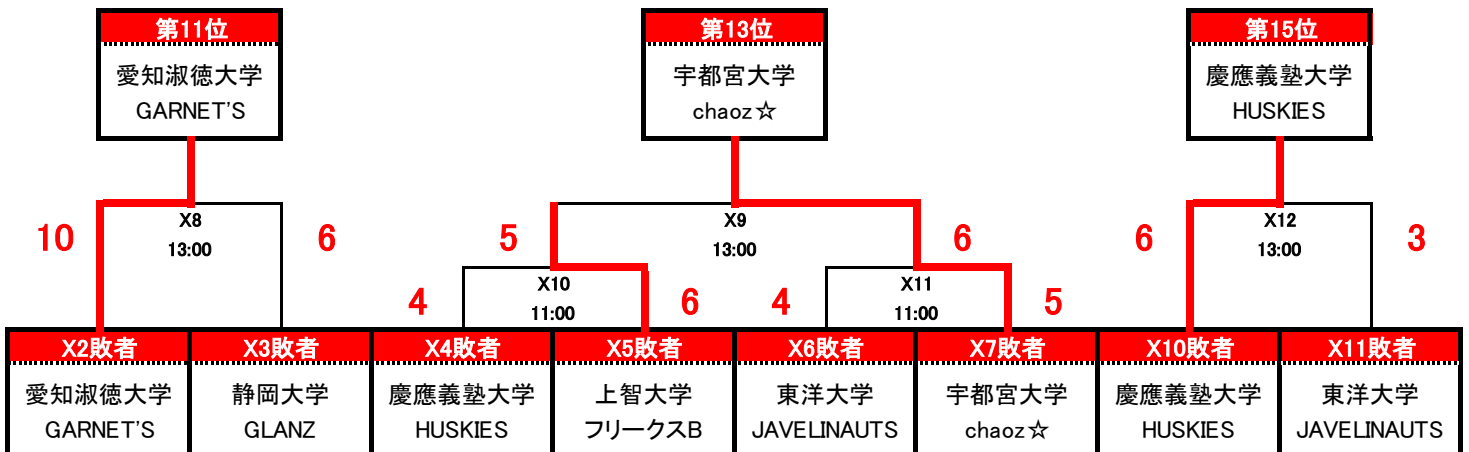 第11位
愛知淑徳大学
GARNET'S
第13位
宇都宮大学
chaoz☆
第15位
慶應義塾大学
HUSKIES
10
X8
13:00
6
5
X9
13:00
6
6
X12
13:00
3
4
X10
11:00
6
4
X11
11:00
5
X2敗者
愛知淑徳大学
GARNET'S
X3敗者
静岡大学
GLANZ
X4敗者
慶應義塾大学
HUSKIES
X5敗者
上智大学
フリークスB
X6敗者
東洋大学
JAVELINAUTS
X7敗者
宇都宮大学
chaoz☆
X10敗者
慶應義塾大学
HUSKIES
X11敗者
東洋大学
JAVELINAUTS